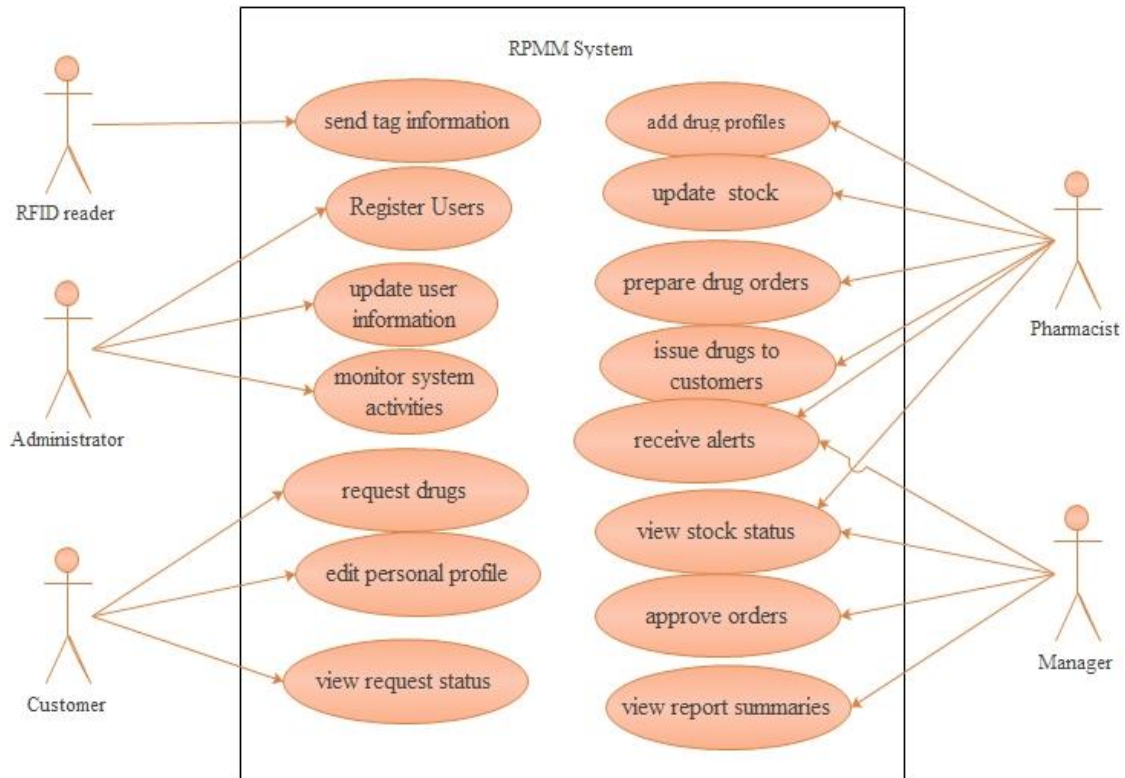 RPMM System
send tag information
RFID reader
Register Users
update user
information
monitor system
activities
Administrator
request drugs
edit personal profile
view request status
Customer
add drug profiles
update stock
prepare drug orders
issue drugs to
customers
receive alerts
view stock status
approve orders
view report summaries
Pharmacist
Manager